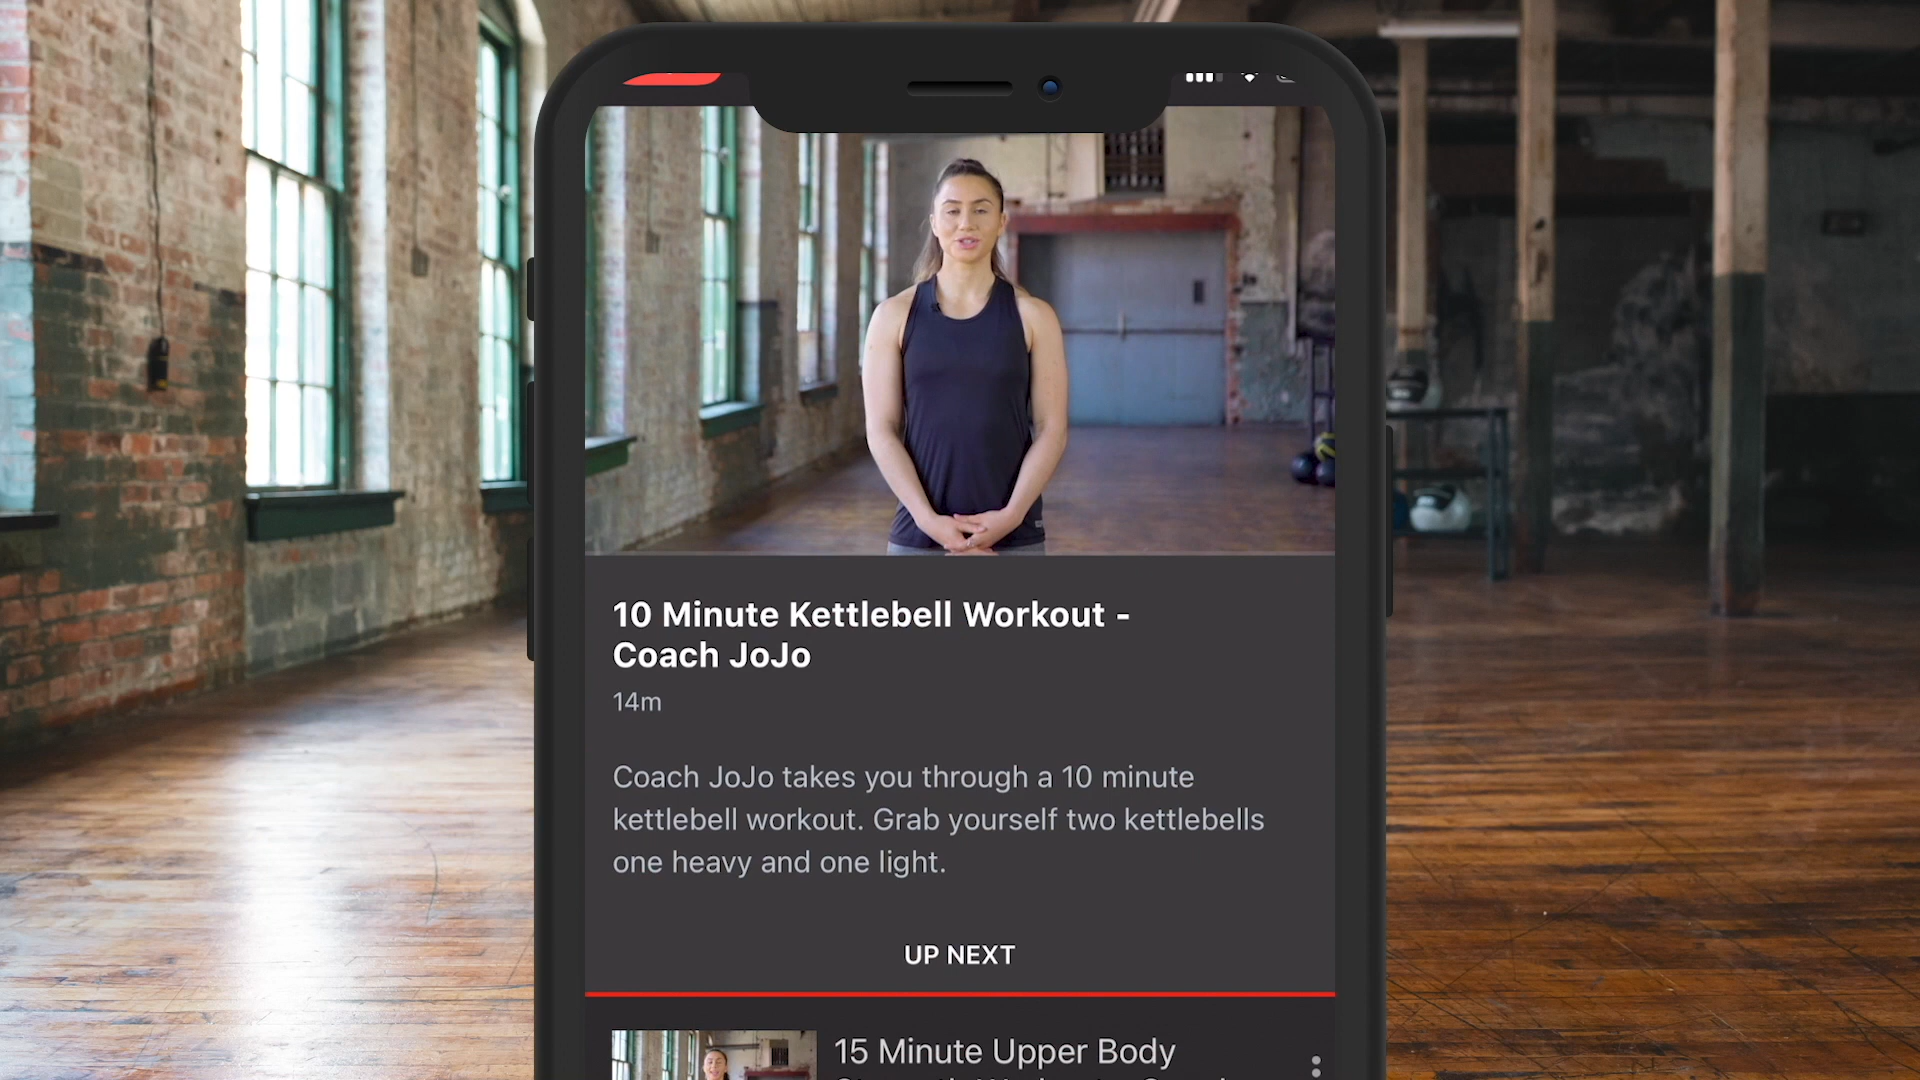 10 Minute Kettlebell Workout -
Coach JoJo
14m
Coach JoJo takes you through a 10 minute
kettlebell workout. Grab yourself two kettlebells
one heavy and one light.
UP NEXT
15 Minute Upper Body